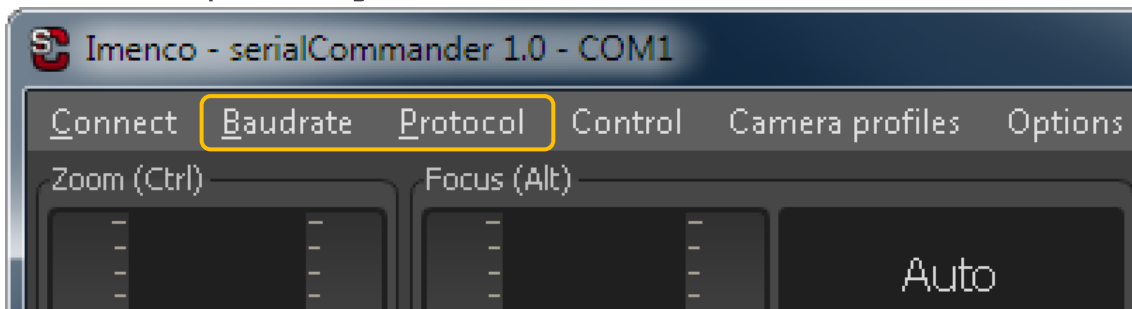 Imenco - serialCommander 1.0 - COM1
Connect Baudrate Protocol Control Camera profiles Options
Zoom (Ctrl) Focus (Alt)
Auto